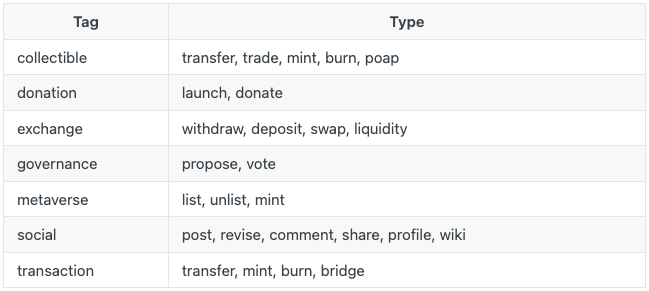 Tag Type
collectible transfer, trade, mint, burn, poap
donation launch, donate
exchange withdraw, deposit, swap, liquidity
governance propose, vote
metaverse list, unlist, mint
social post, revise, comment, share, profile, wiki
transaction transfer, mint, burn, bridge